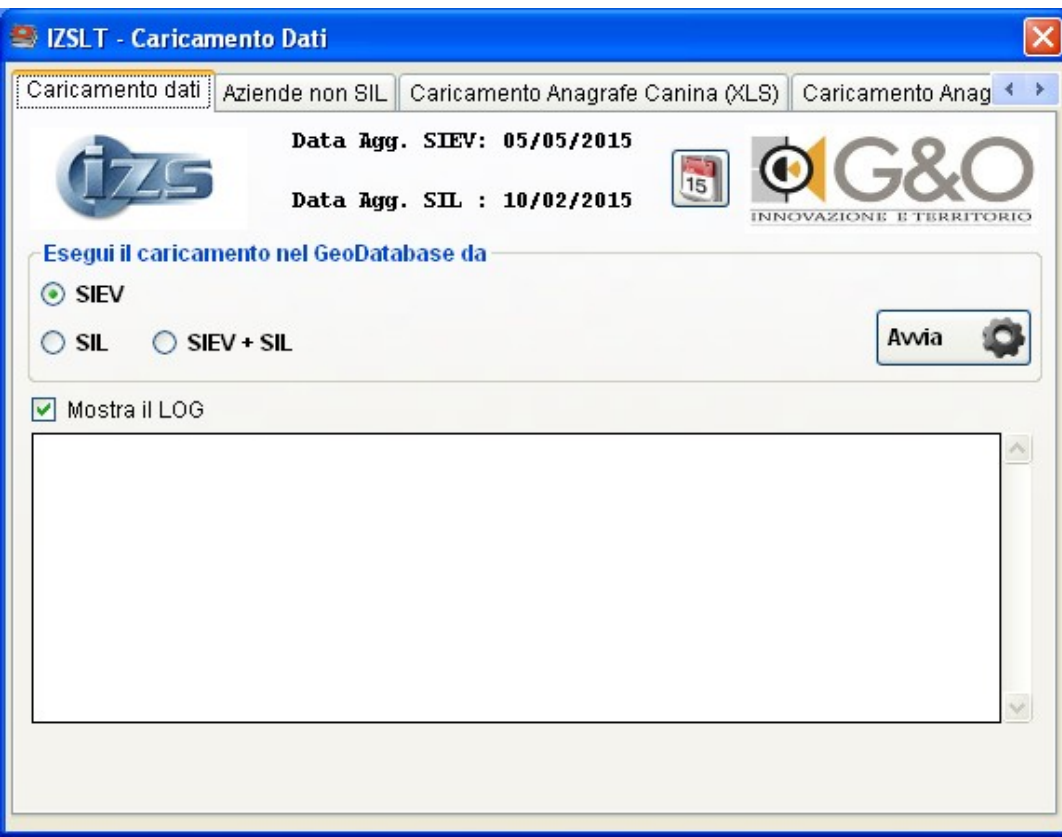 IZSLT - Caricamento Dati
Caricamento dati Aziende non SIL Caricamento Anagrafe Canina (XLS) Caricamento Anag
izs
Data Agg. SIEV: 05/05/2015
15
G&O
Data Agg. SIL : 10/02/2015
INNOVAZIONE E TERRITORIO
Esegui il caricamento nel GeoDatabase da
SIEV
SIL SIEV + SIL
Avvia
Mostra il LOG